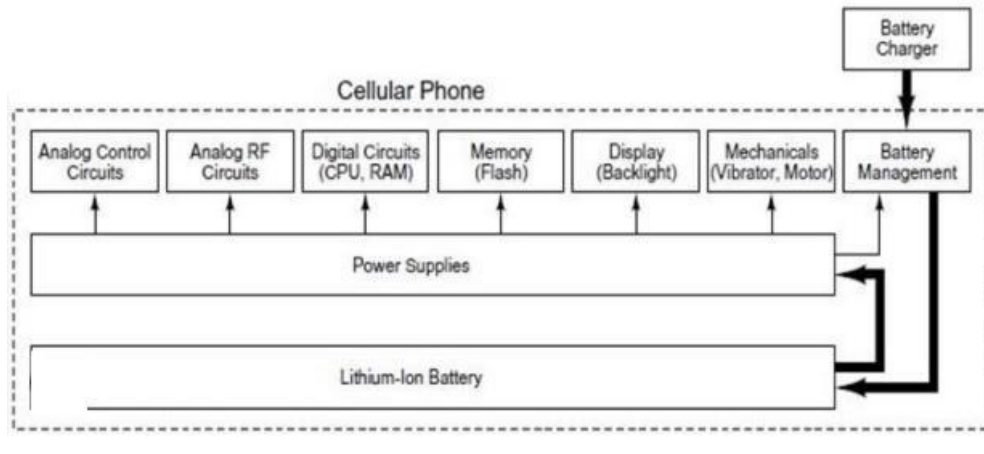 Battery
Charger
Cellular Phone
Analog Control
Circuits
Analog RF
Circuits
Digital Circuits
(CPU, RAM)
Memory
(Flash)
Display
(Backlight)
Mechanicals
(Vibrator, Motor)
Battery
Management
Power Supplies
Lithium-Ion Battery